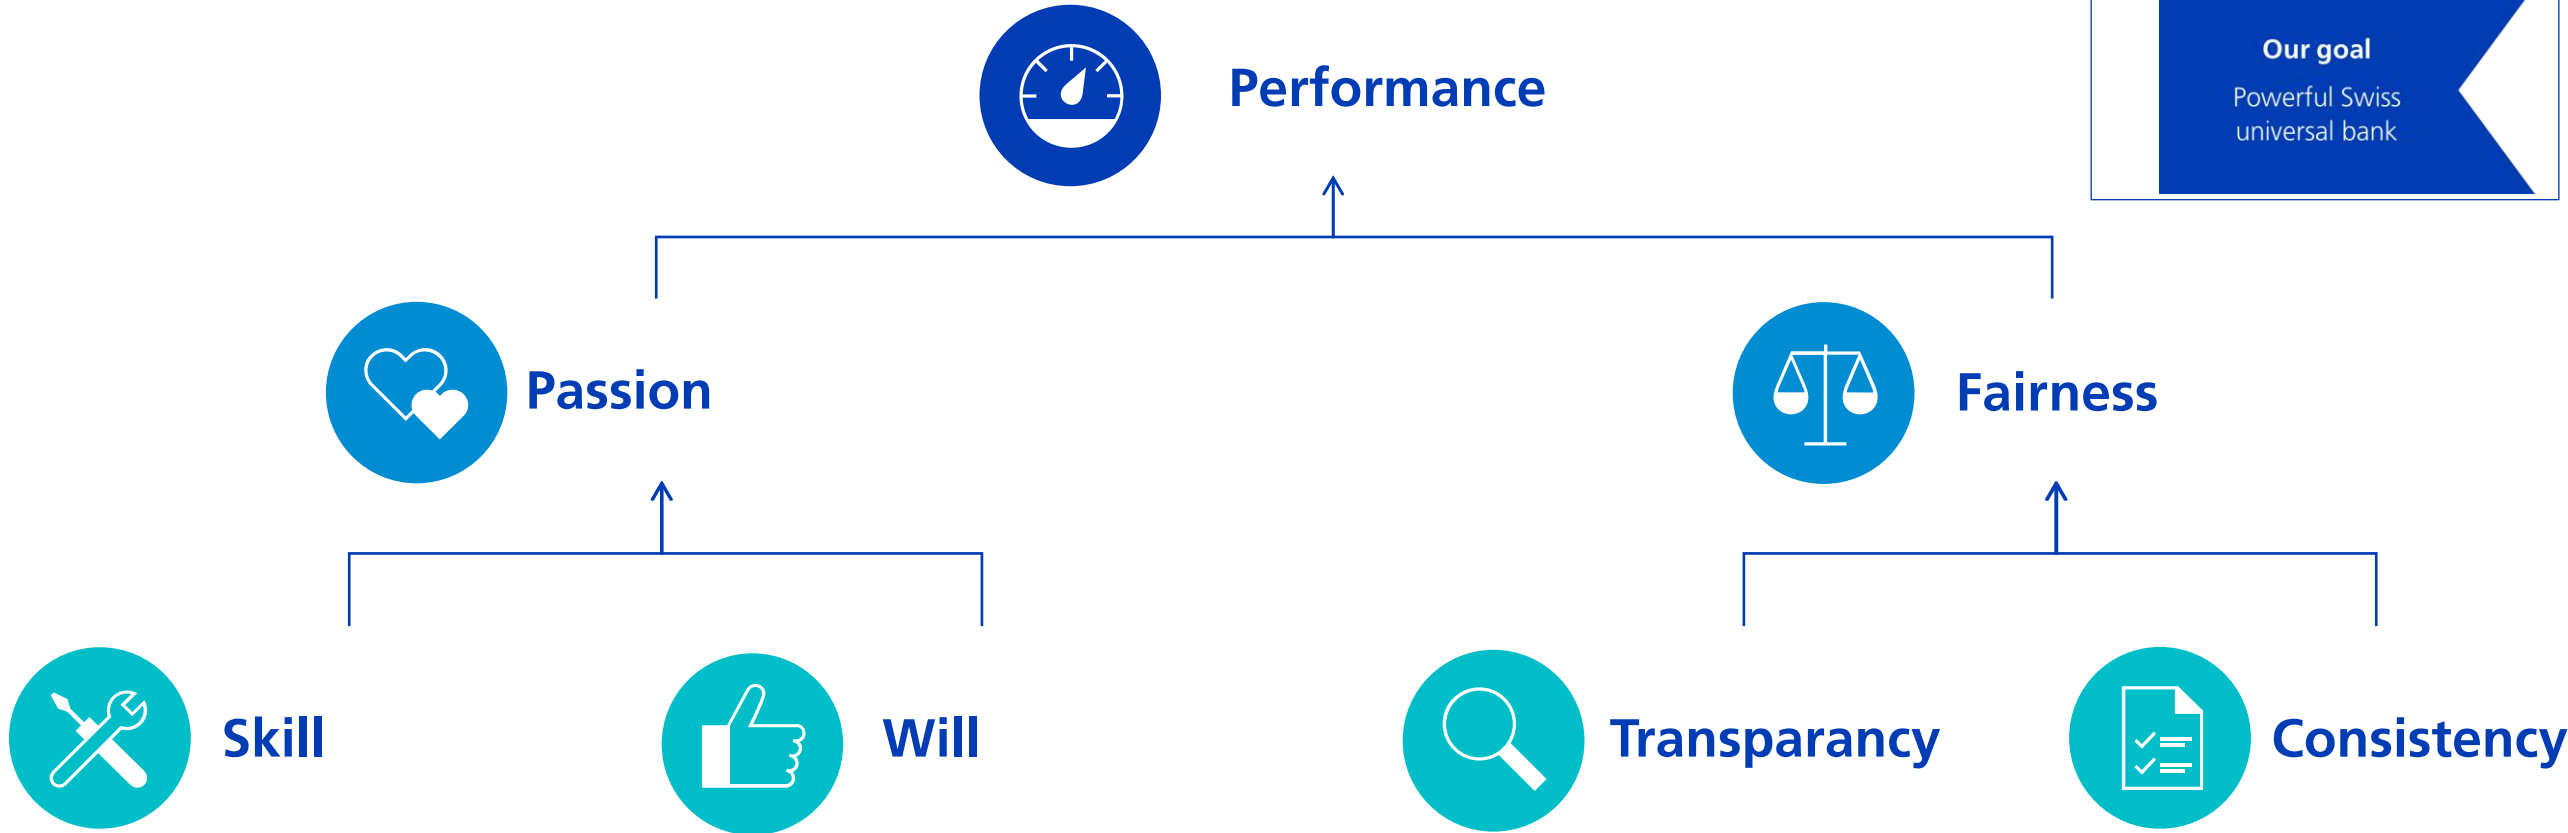 Our goal
Powerful Swiss
universal bank
Performance
Passion
Fairness
Skill
Will
Transparancy
Consistency